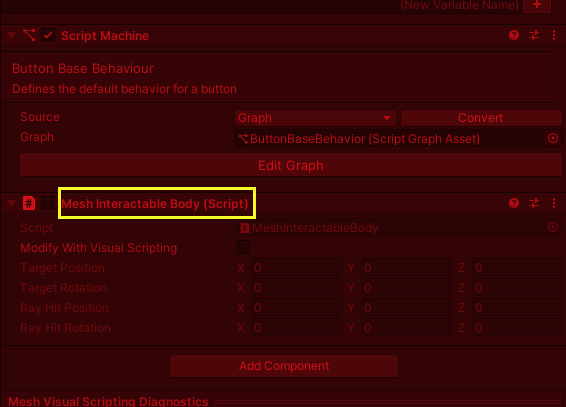 (New Variable Name) +
Script Machine
Button Base Behaviour
Defines the default behavior for a button
Source Graph Convert
Graph ButtonBaseBehavior (Script Graph Asset)
Edit Graph
# Mesh Interactable Body (Script)
Script # MeshInteractableBody
Modify With Visual Scripting
Target Position X 0 Y 0 Z 0
Target Rotation X 0 Y 0 Z 0
Ray Hit Position X 0 Y 0 Z 0
Ray Hit Rotation X 0 Y 0 Z 0
Add Component
Mesh Visual Scripting Diagnostics